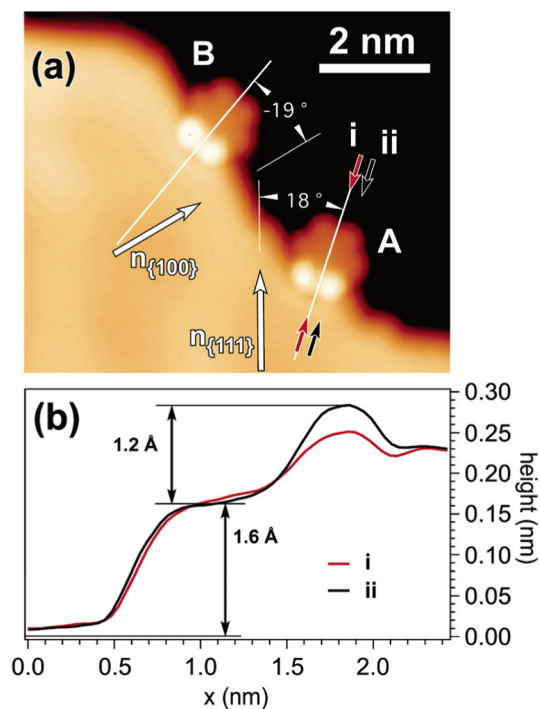 (a)
B
2 nm
-19 °
i
ii
18 °
A
n{100}
n{111}
(b)
1.2 Å
1.6 Å
i
ii
0.30
0.25
0.20
0.15
0.10
0.05
0.00
height (nm)
0.0 0.5 1.0 1.5 2.0
x (nm)